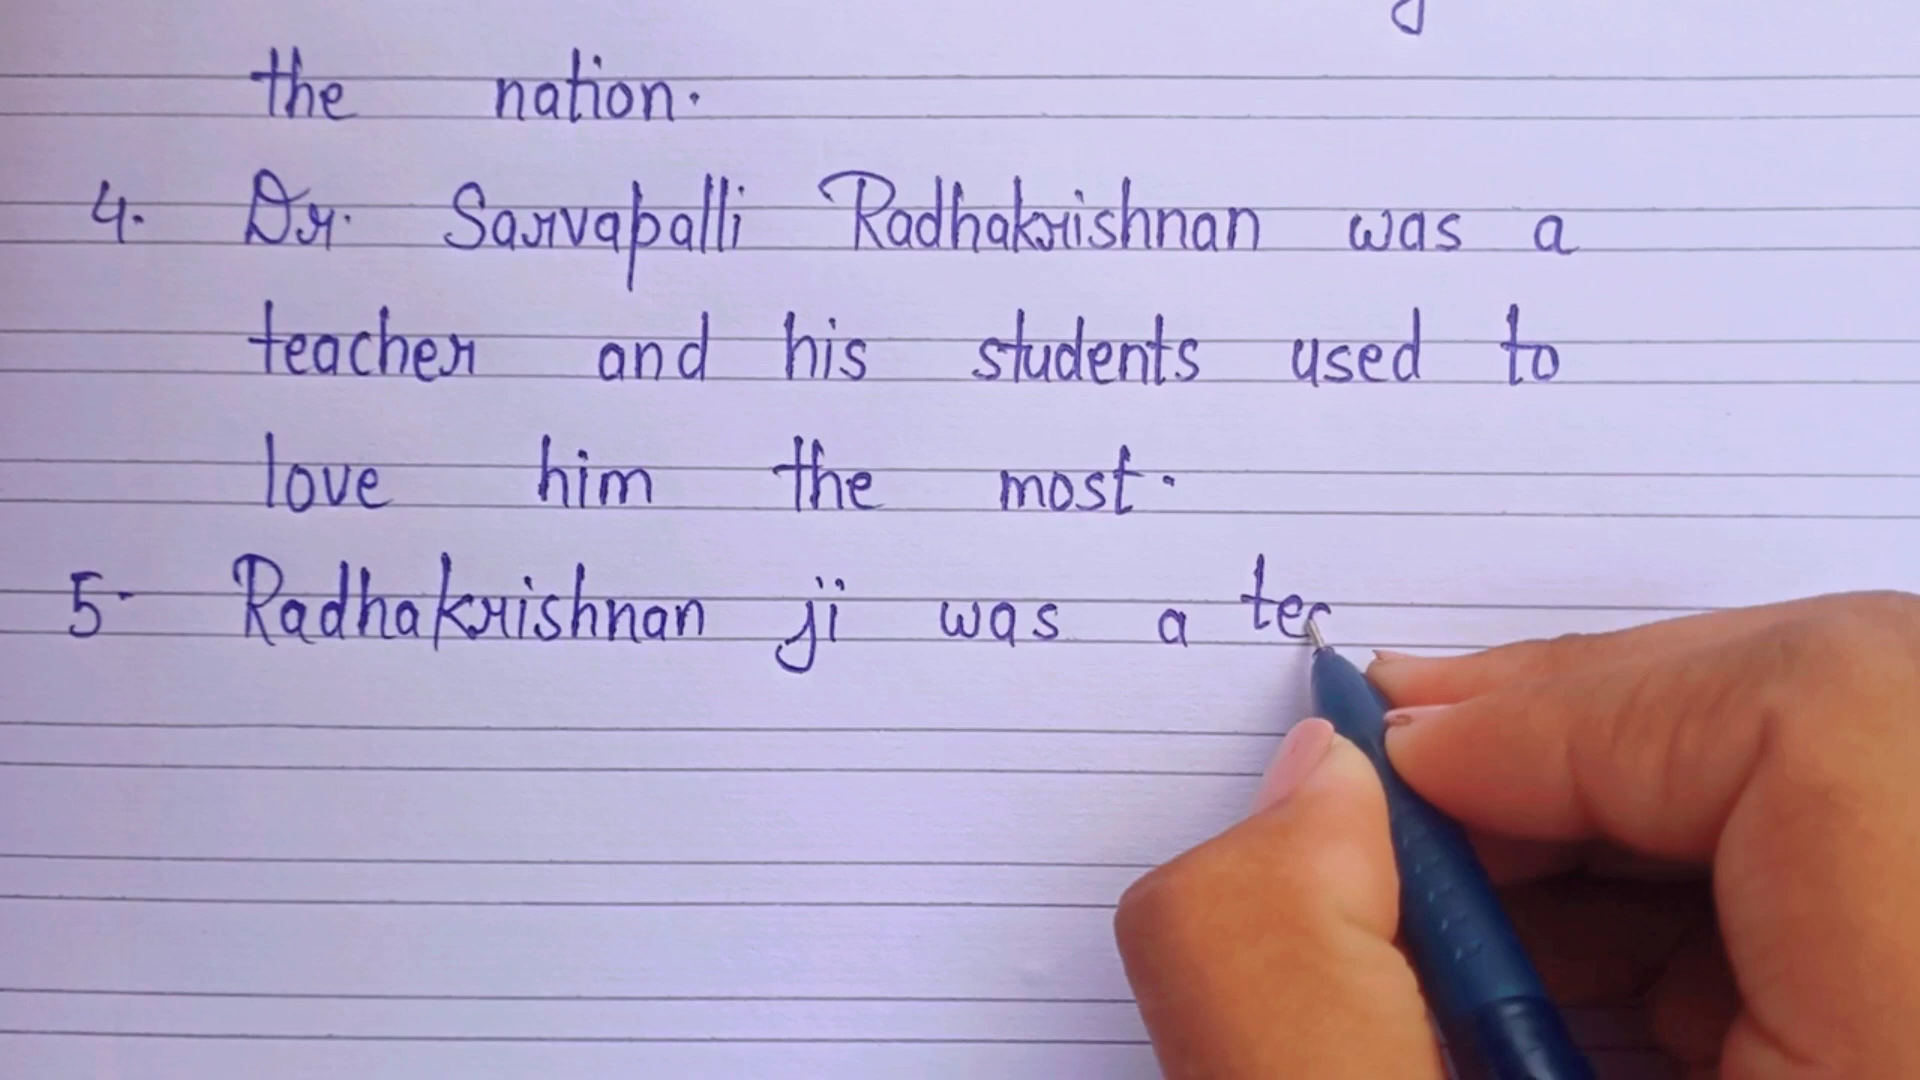 the nation.
4. Dr. Sarvapalli Radhakrishnan was a
teacher and his students used to
love him the most.
5- Radhakrishnan ji was a